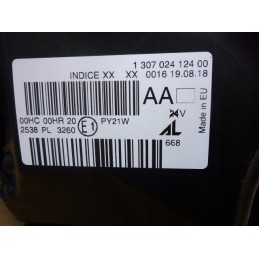 1 307 024 124 00
INDICE XX XX 0016 19.08.18
AA
00HC 00HR 20 E1 PY21W
2538 PL 3260
24V
AL
668
Made in EU